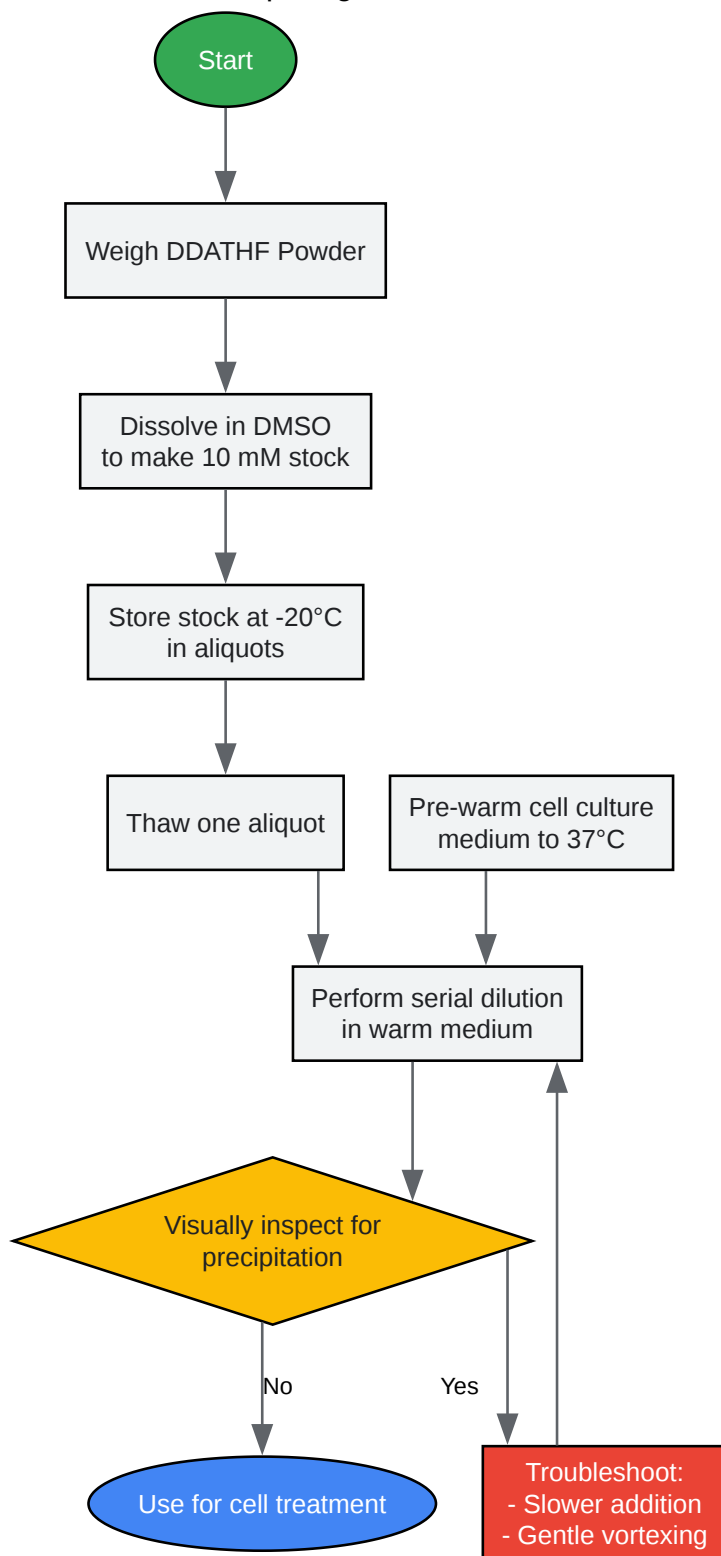 Start
Weigh DDATHF Powder
Dissolve in DMSO
to make 10 mM stock
Store stock at -20°C
in aliquots
Thaw one aliquot
Pre-warm cell culture
medium to 37°C
Perform serial dilution
in warm medium
Visually inspect for
precipitation
No
Yes
Use for cell treatment
Troubleshoot:
- Slower addition
- Gentle vortexing